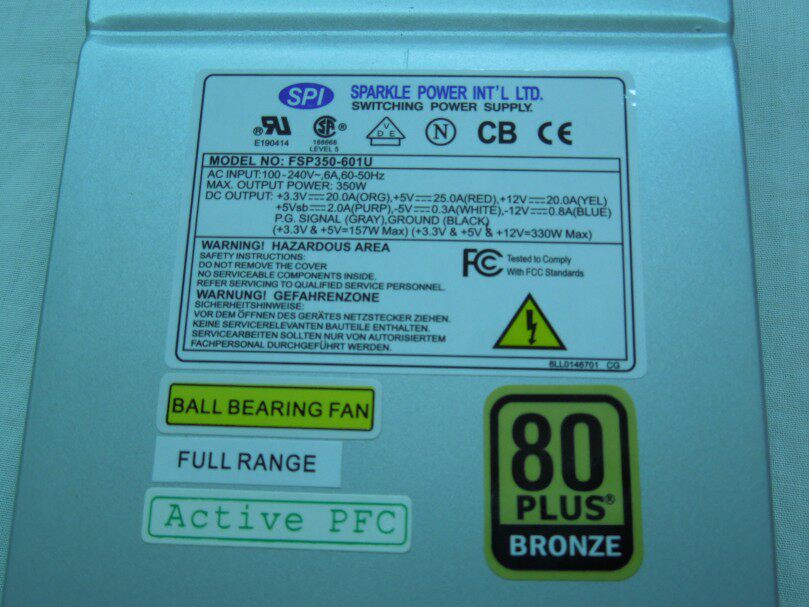 SPI SPARKLE POWER INT'L LTD.
SWITCHING POWER SUPPLY.
E190414
168668
LEVEL 5
V
D E
N
CB CE
MODEL NO: FSP350-601U
AC INPUT:100-240V~,6A,60-50Hz
MAX. OUTPUT POWER: 350W
DC OUTPUT: +3.3V⎓20.0A(ORG),+5V⎓25.0A(RED),+12V⎓20.0A(YEL)
+5Vsb⎓2.0A(PURP),-5V⎓0.3A(WHITE),-12V⎓0.8A(BLUE)
P.G. SIGNAL (GRAY),GROUND (BLACK)
(+3.3V & +5V=157W Max) (+3.3V & +5V & +12V=330W Max)
WARNING! HAZARDOUS AREA
SAFETY INSTRUCTIONS:
DO NOT REMOVE THE COVER
NO SERVICEABLE COMPONENTS INSIDE.
REFER SERVICING TO QUALIFIED SERVICE PERSONNEL.
FC Tested to Comply
With FCC Standards
WARNUNG! GEFAHRENZONE
SICHERHEITSHINWEISE:
VOR DEM ÖFFNEN DES GERÄTES NETZSTECKER ZIEHEN.
KEINE SERVICERELEVANTEN BAUTEILE ENTHALTEN.
SERVICEARBEITEN SOLLTEN NUR VON AUTORISIERTEM
FACHPERSONAL DURCHGEFÜHRT WERDEN.
6LL0146701 CG
BALL BEARING FAN
FULL RANGE
Active PFC
80
PLUS®
BRONZE